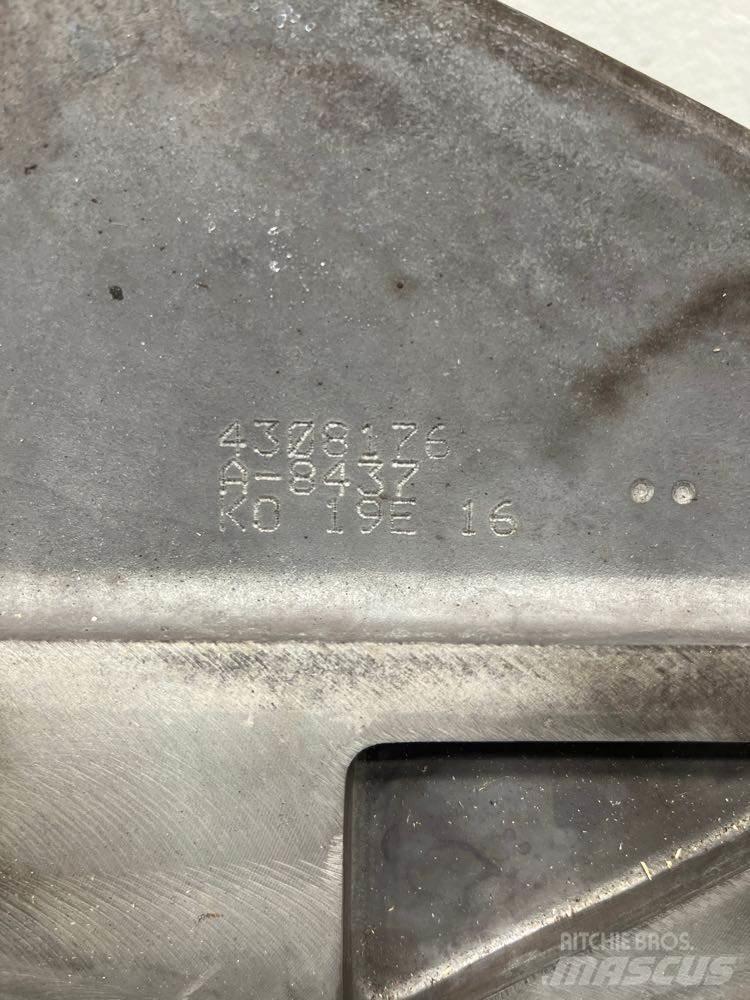 4308176
A-8437
KO 19E 16
RITCHIE BROS.
MASCUS